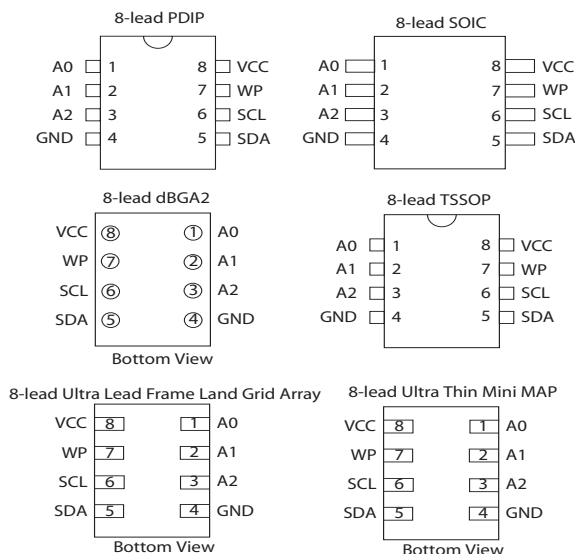 8-lead PDIP
A0 1 8 VCC
A1 2 7 WP
A2 3 6 SCL
GND 4 5 SDA
8-lead SOIC
A0 1 8 VCC
A1 2 7 WP
A2 3 6 SCL
GND 4 5 SDA
8-lead dBGA2
VCC 8 1 A0
WP 7 2 A1
SCL 6 3 A2
SDA 5 4 GND
Bottom View
8-lead TSSOP
A0 1 8 VCC
A1 2 7 WP
A2 3 6 SCL
GND 4 5 SDA
8-lead Ultra Lead Frame Land Grid Array
VCC 8 1 A0
WP 7 2 A1
SCL 6 3 A2
SDA 5 4 GND
Bottom View
8-lead Ultra Thin Mini MAP
VCC 8 1 A0
WP 7 2 A1
SCL 6 3 A2
SDA 5 4 GND
Bottom View